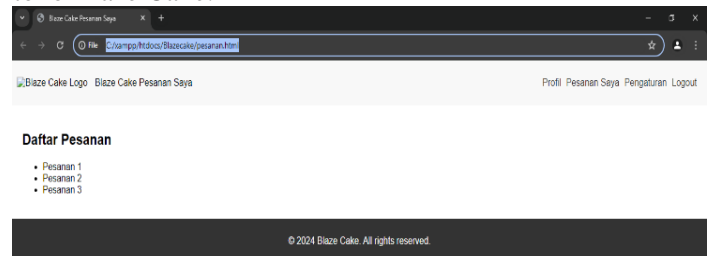 Baze Cake Pesanan Saya
File C:/xampp/htdocs/Blazecake/pesanan.html
Blaze Cake Logo Blaze Cake Pesanan Saya Profil Pesanan Saya Pengaturan Logout
Daftar Pesanan
• Pesanan 1
• Pesanan 2
• Pesanan 3
© 2024 Blaze Cake. All rights reserved.